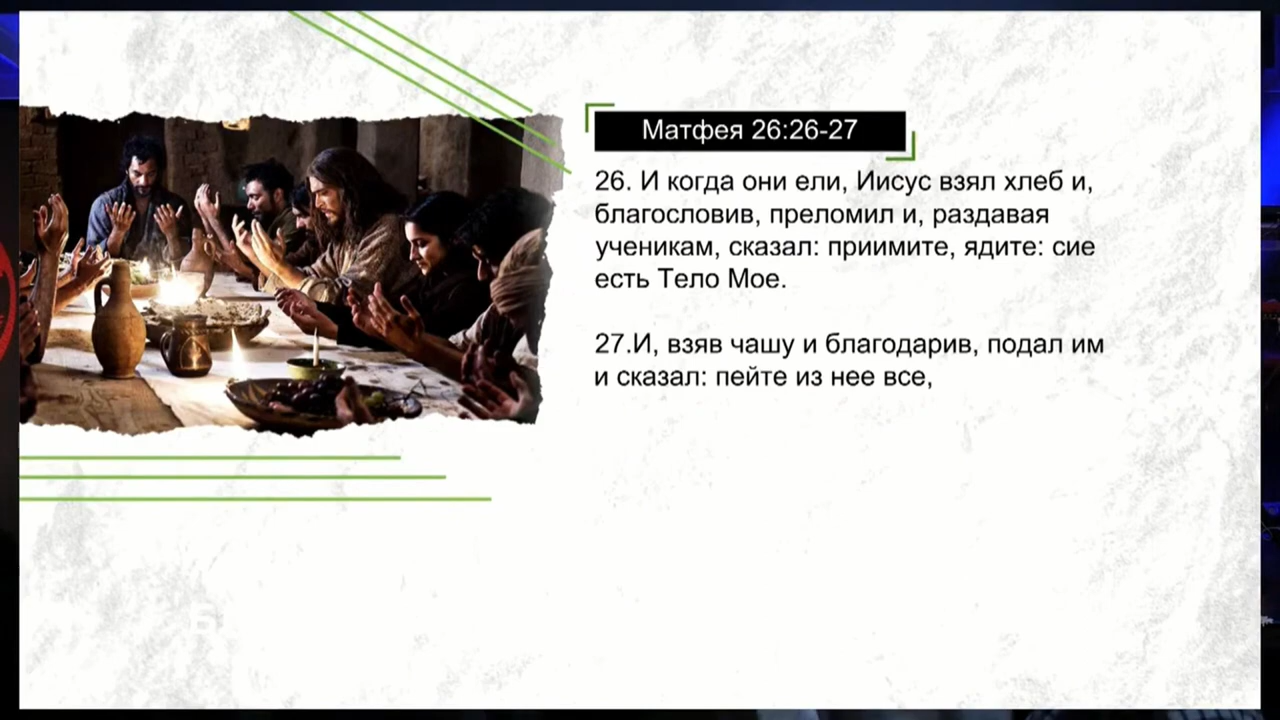 Матфея 26:26-27
26. И когда они ели, Иисус взял хлеб и,
благословив, преломил и, раздавая
ученикам, сказал: приимите, ядите: сие
есть Тело Мое.
27.И, взяв чашу и благодарив, подал им
и сказал: пейте из нее все,